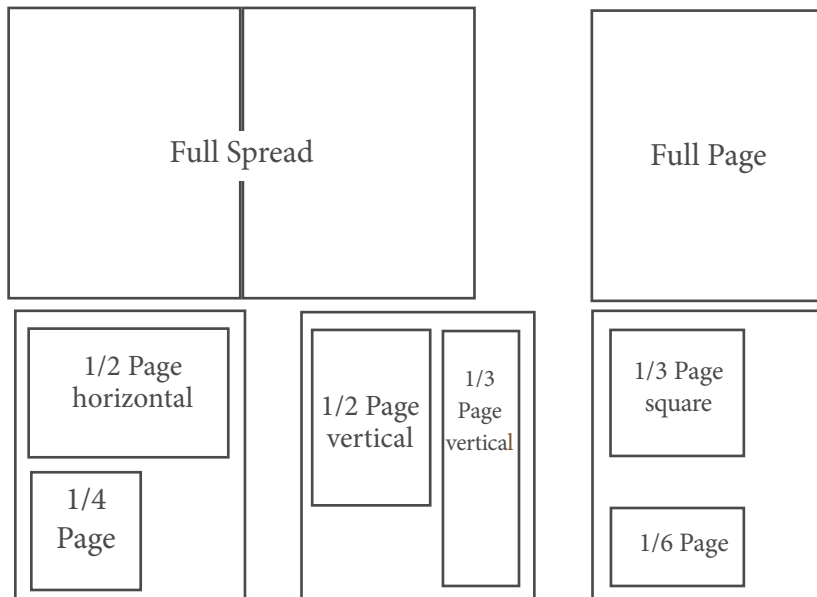 Full Spread
Full Page
1/2 Page
horizontal
1/4
Page
1/2 Page
vertical
1/3
Page
vertical
1/3 Page
square
1/6 Page